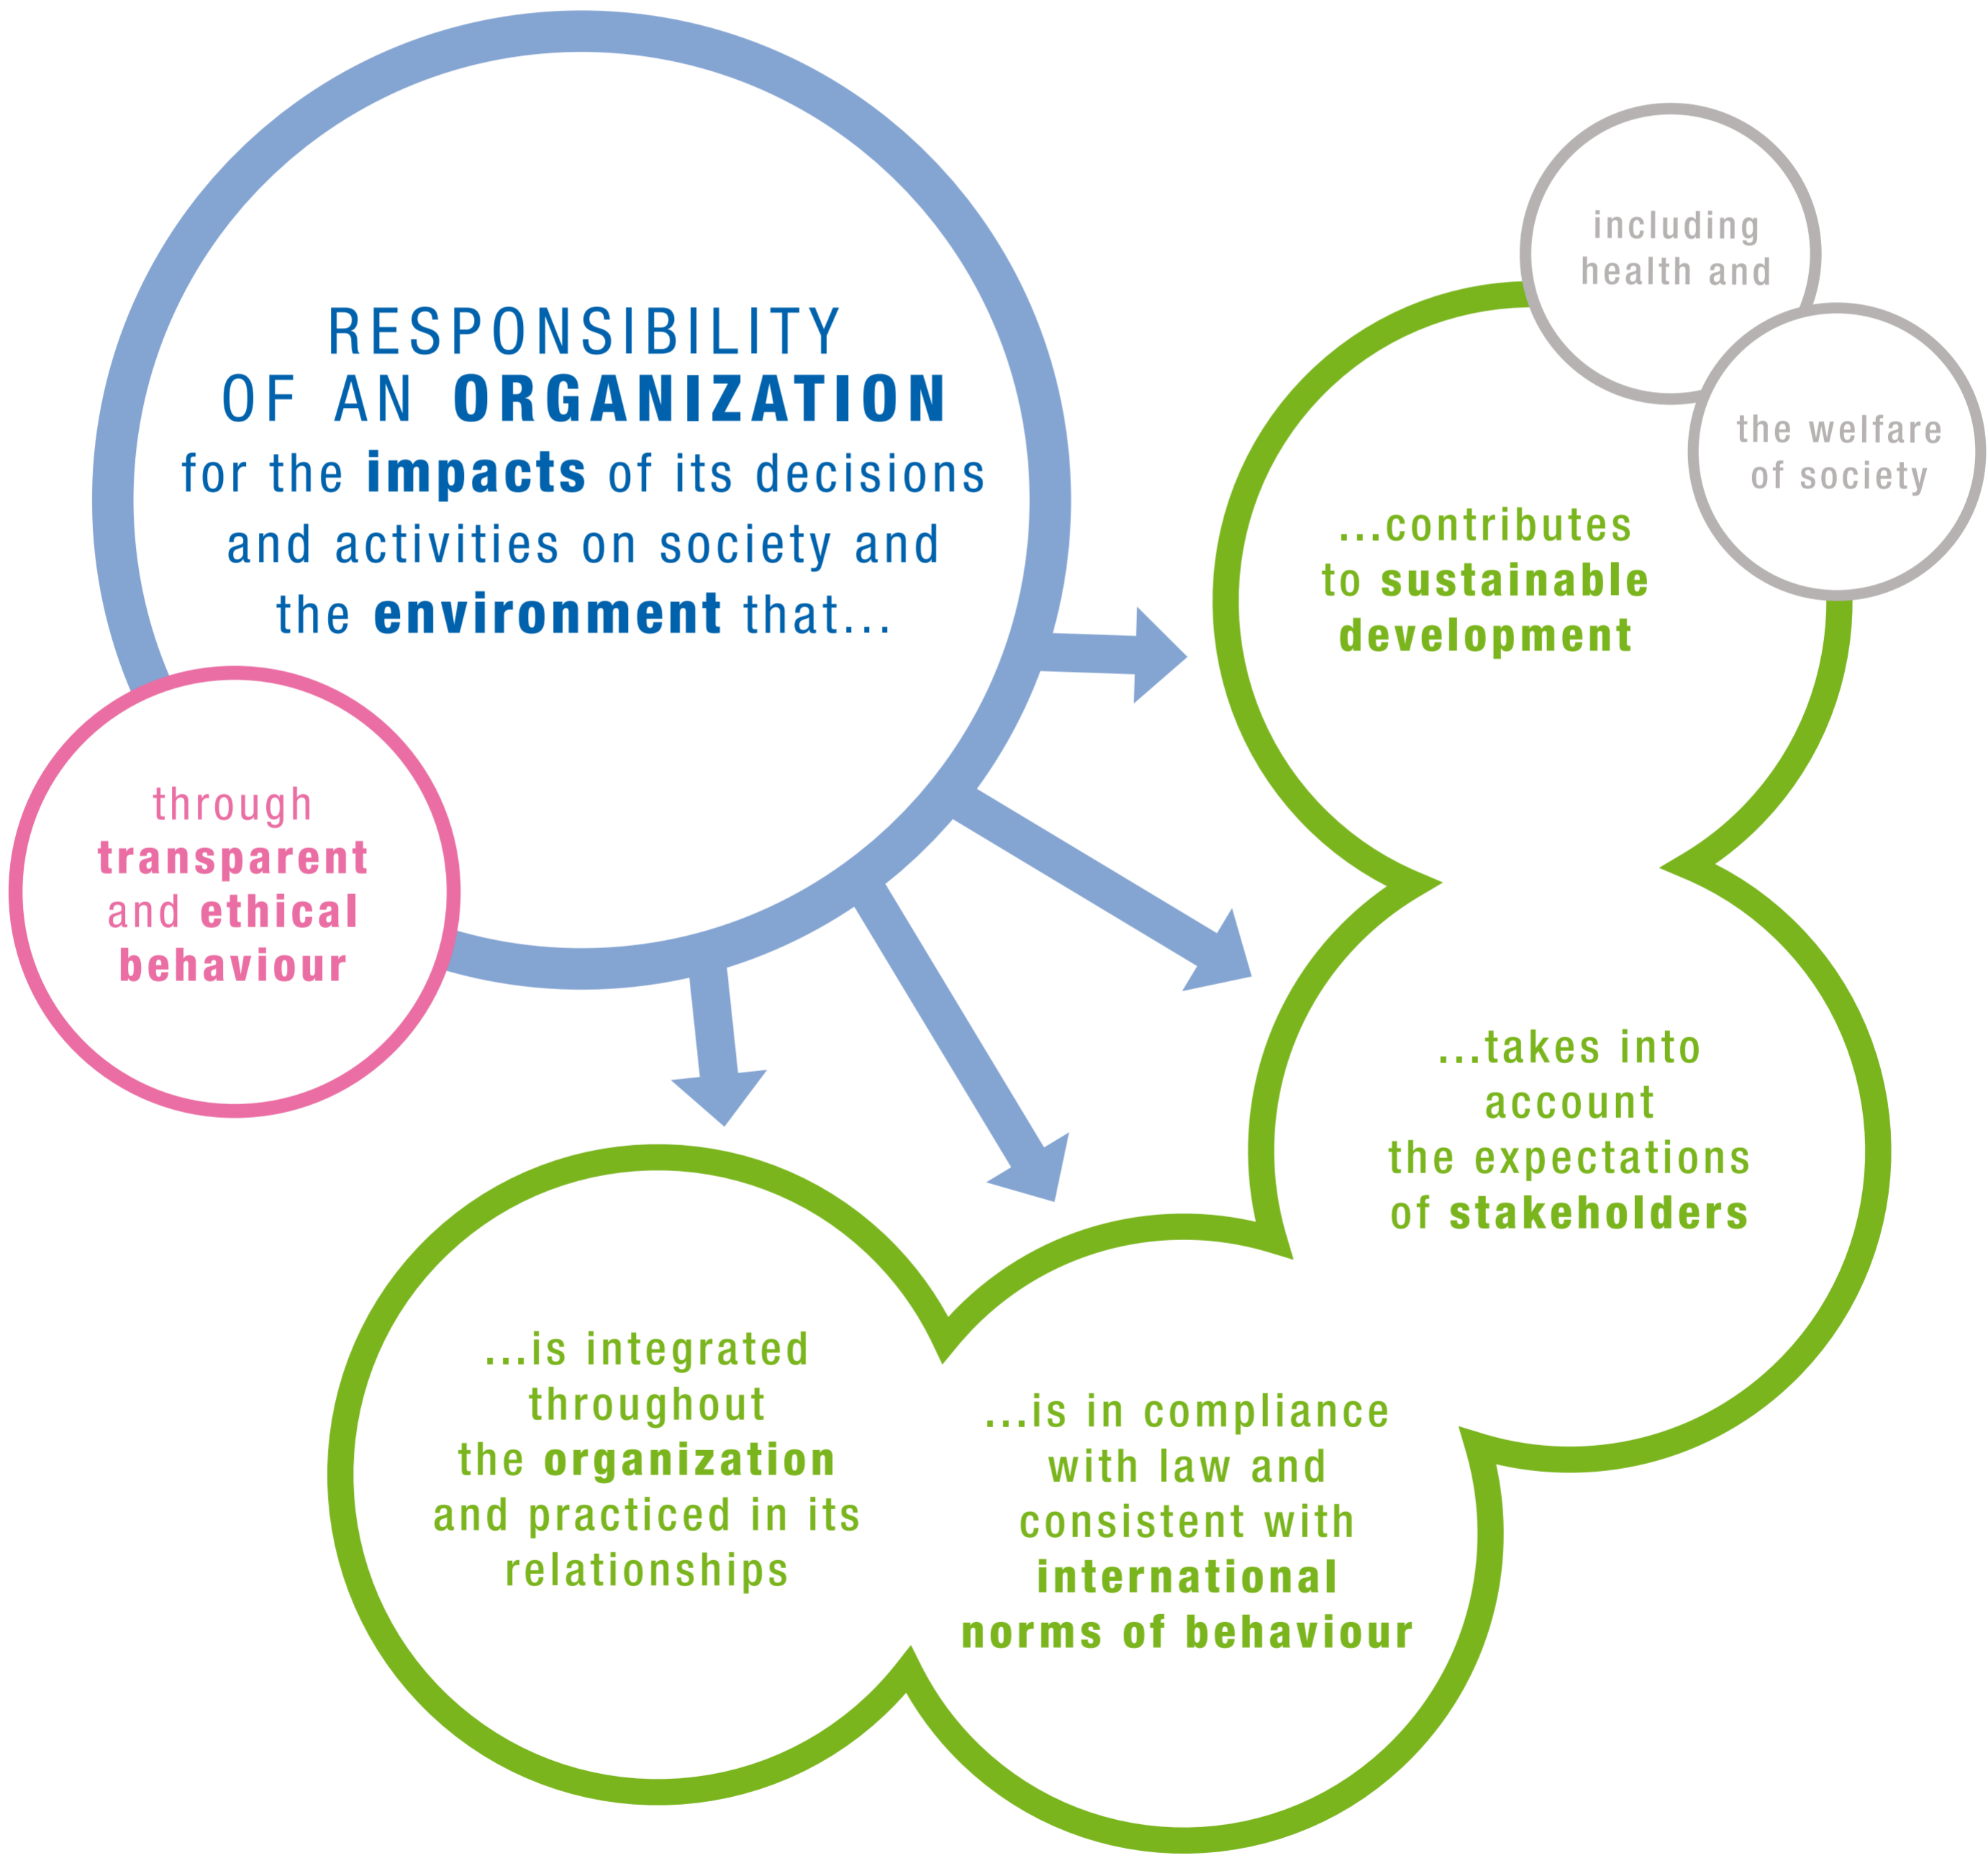 RESPONSIBILITY
OF AN ORGANIZATION
for the impacts of its decisions
and activities on society and
the environment that...
through
transparent
and ethical
behaviour
including
health and
the welfare
of society
...contributes
to sustainable
development
...takes into
account
the expectations
of stakeholders
...is in compliance
with law and
consistent with
international
norms of behaviour
...is integrated
throughout
the organization
and practiced in its
relationships